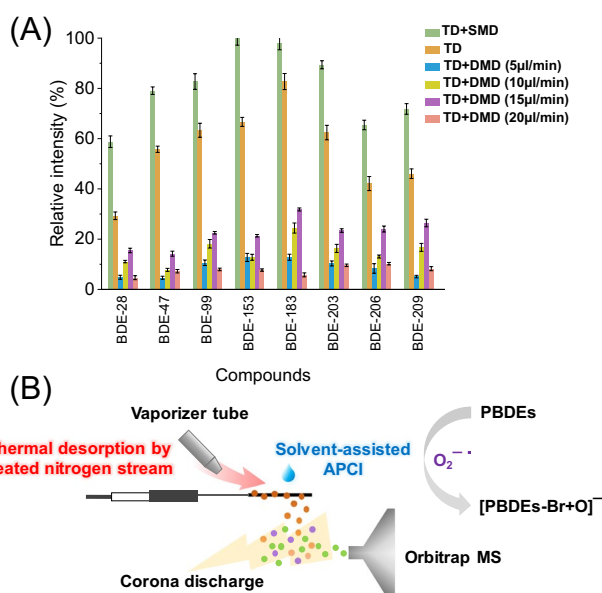 (A)
Relative intensity (%)
100
80
60
40
20
0
TD+SMD
TD
TD+DMD (5µl/min)
TD+DMD (10µl/min)
TD+DMD (15µl/min)
TD+DMD (20µl/min)
BDE-28
BDE-47
BDE-99
BDE-153
BDE-183
BDE-203
BDE-206
BDE-209
Compounds
(B)
Vaporizer tube
hermal desorption by
eated nitrogen stream
Solvent-assisted
APCI
Corona discharge
Orbitrap MS
PBDEs
O₂⁻·
[PBDEs-Br+O]⁻